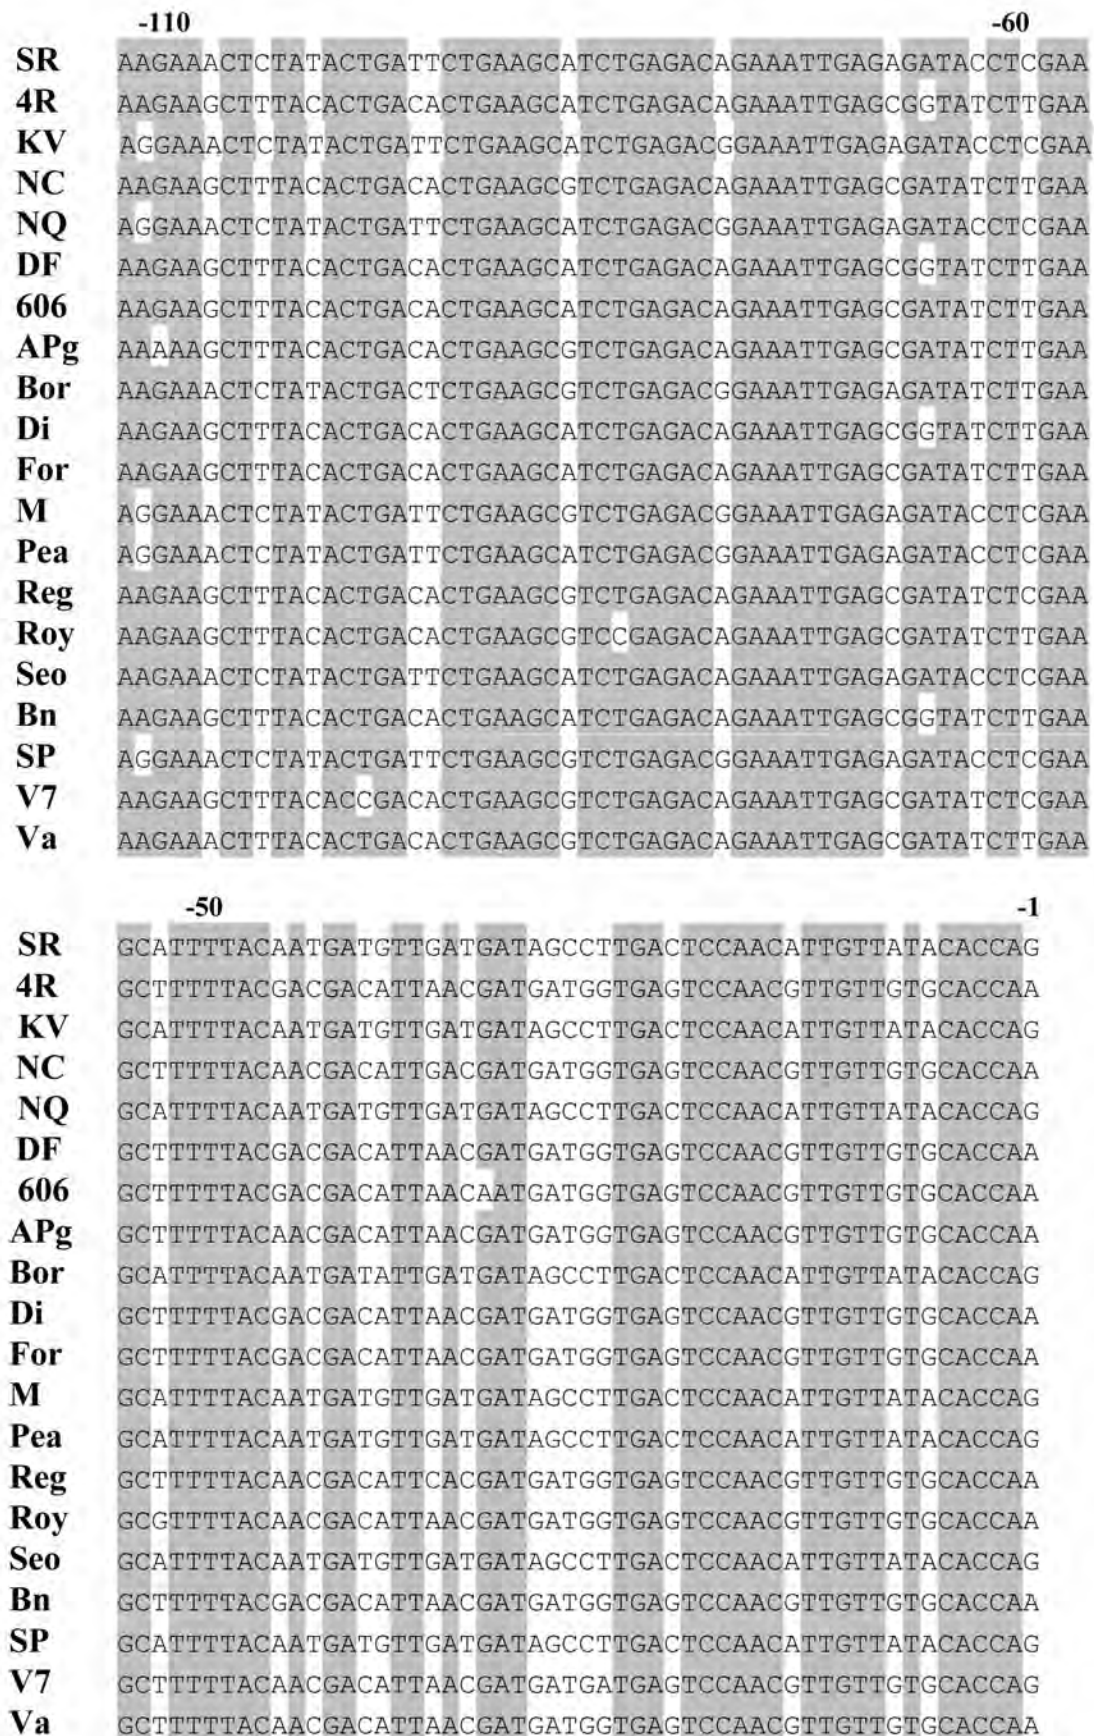 -110 -60
SR AAGAAACTCTATACTGATTCTGAAGCATCTGAGACAGAAATTGAGAGATACCTCGAA
4R AAGAAGCTTTACACTGACACTGAAGCATCTGAGACAGAAATTGAGCGGTATCTTGAA
KV AGGAAACTCTATACTGATTCTGAAGCATCTGAGACGGAAATTGAGAGATACCTCGAA
NC AAGAAGCTTTACACTGACACTGAAGCGTCTGAGACAGAAATTGAGCGATATCTTGAA
NQ AGGAAACTCTATACTGATTCTGAAGCATCTGAGACGGAAATTGAGAGATACCTCGAA
DF AAGAAGCTTTACACTGACACTGAAGCATCTGAGACAGAAATTGAGCGGTATCTTGAA
606 AAGAAGCTTTACACTGACACTGAAGCATCTGAGACAGAAATTGAGCGATATCTTGAA
APg AAAAAGCTTTACACTGACACTGAAGCGTCTGAGACAGAAATTGAGCGATATCTTGAA
Bor AAGAAACTCTATACTGACTCTGAAGCGTCTGAGACGGAAATTGAGAGATATCTTGAA
Di AAGAAGCTTTACACTGACACTGAAGCATCTGAGACAGAAATTGAGCGGTATCTTGAA
For AAGAAGCTTTACACTGACACTGAAGCATCTGAGACAGAAATTGAGCGATATCTTGAA
M AGGAAACTCTATACTGATTCTGAAGCGTCTGAGACGGAAATTGAGAGATACCTCGAA
Pea AGGAAACTCTATACTGATTCTGAAGCATCTGAGACGGAAATTGAGAGATACCTCGAA
Reg AAGAAGCTTTACACTGACACTGAAGCGTCTGAGACAGAAATTGAGCGATATCTCGAA
Roy AAGAAGCTTTACACTGACACTGAAGCGTCCGAGACAGAAATTGAGCGATATCTTGAA
Seo AAGAAACTCTATACTGATTCTGAAGCATCTGAGACAGAAATTGAGAGATACCTCGAA
Bn AAGAAGCTTTACACTGACACTGAAGCATCTGAGACAGAAATTGAGCGGTATCTTGAA
SP AGGAAACTCTATACTGATTCTGAAGCGTCTGAGACGGAAATTGAGAGATACCTCGAA
V7 AAGAAGCTTTACACCGACACTGAAGCGTCTGAGACAGAAATTGAGCGATATCTCGAA
Va AAGAAACTTTACACTGACACTGAAGCGTCTGAGACAGAAATTGAGCGATATCTTGAA
-50 -1
SR GCATTTTACAATGATGTTGATGATAGCCTTGACTCCAACATTGTTATACACCAG
4R GCTTTTTACGACGACATTAACGATGATGGTGAGTCCAACGTTGTTGTGCACCAA
KV GCATTTTACAATGATGTTGATGATAGCCTTGACTCCAACATTGTTATACACCAG
NC GCTTTTTACAACGACATTGACGATGATGGTGAGTCCAACGTTGTTGTGCACCAA
NQ GCATTTTACAATGATGTTGATGATAGCCTTGACTCCAACATTGTTATACACCAG
DF GCTTTTTACGACGACATTAACGATGATGGTGAGTCCAACGTTGTTGTGCACCAA
606 GCTTTTTACGACGACATTAACAATGATGGTGAGTCCAACGTTGTTGTGCACCAA
APg GCTTTTTACAACGACATTAACGATGATGGTGAGTCCAACGTTGTTGTGCACCAA
Bor GCATTTTACAATGATATTGATGATAGCCTTGACTCCAACATTGTTATACACCAG
Di GCTTTTTACGACGACATTAACGATGATGGTGAGTCCAACGTTGTTGTGCACCAA
For GCTTTTTACGACGACATTAACGATGATGGTGAGTCCAACGTTGTTGTGCACCAA
M GCATTTTACAATGATGTTGATGATAGCCTTGACTCCAACATTGTTATACACCAG
Pea GCATTTTACAATGATGTTGATGATAGCCTTGACTCCAACATTGTTATACACCAG
Reg GCTTTTTACAACGACATTCACGATGATGGTGAGTCCAACGTTGTTGTGCACCAA
Roy GCGTTTTACAACGACATTAACGATGATGGTGAGTCCAACGTTGTTGTGCACCAA
Seo GCATTTTACAATGATGTTGATGATAGCCTTGACTCCAACATTGTTATACACCAG
Bn GCTTTTTACGACGACATTAACGATGATGGTGAGTCCAACGTTGTTGTGCACCAA
SP GCATTTTACAATGATGTTGATGATAGCCTTGACTCCAACATTGTTATACACCAG
V7 GCTTTTTACAACGACATTAACGATGATGATGAGTCCAACGTTGTTGTGCACCAG
Va GCTTTTTACAACGACATTAACGATGATGGTGAGTCCAACGTTGTTGTGCACCAA